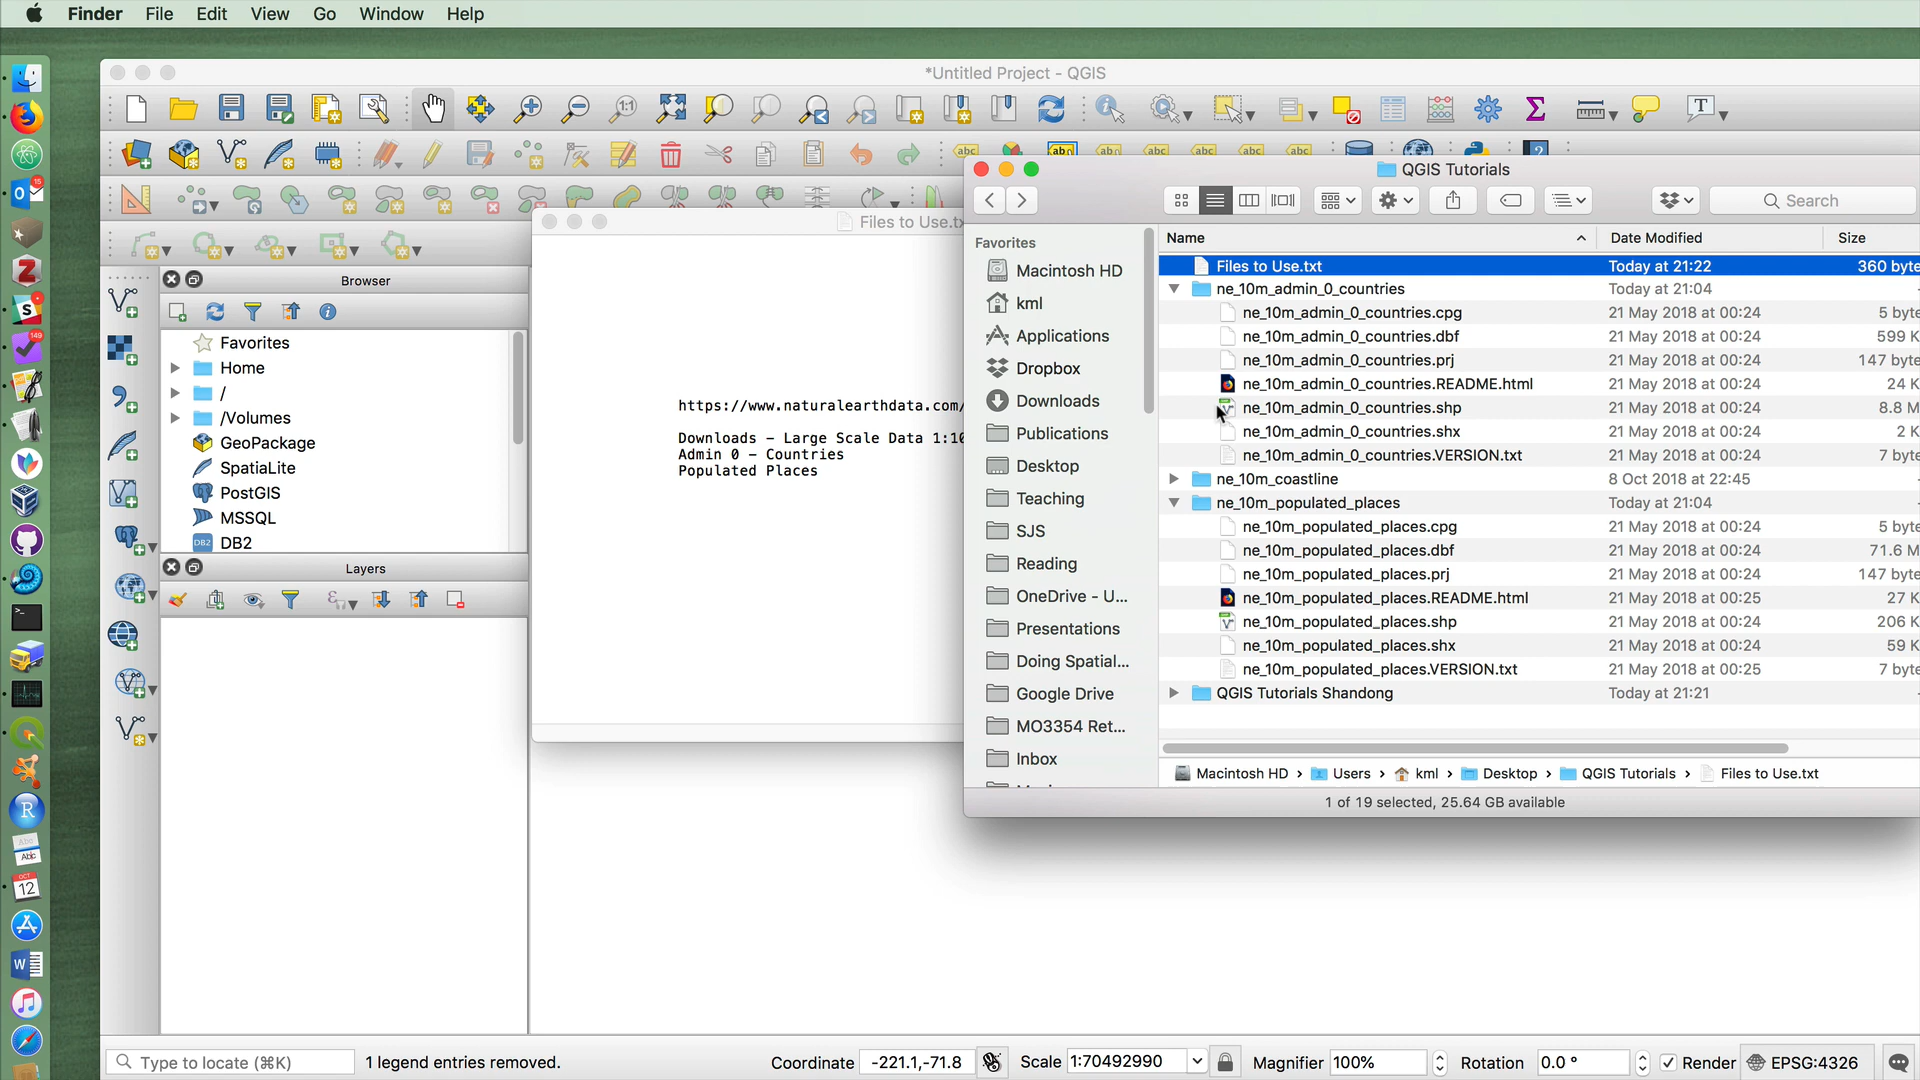 Finder File Edit View Go Window Help
*Untitled Project - QGIS
QGIS Tutorials
Search
Files to Use.tx
Browser
Favorites
Home
/
/Volumes
GeoPackage
SpatiaLite
PostGIS
MSSQL
DB2
Layers
https://www.naturalearthdata.com/
Downloads – Large Scale Data 1:10
Admin 0 – Countries
Populated Places
Favorites
Macintosh HD
kml
Applications
Dropbox
Downloads
Publications
Desktop
Teaching
SJS
Reading
OneDrive - U...
Presentations
Doing Spatial...
Google Drive
MO3354 Ret...
Inbox
Name Date Modified Size
Files to Use.txt Today at 21:22 360 byte
ne_10m_admin_0_countries Today at 21:04 -
ne_10m_admin_0_countries.cpg 21 May 2018 at 00:24 5 byte
ne_10m_admin_0_countries.dbf 21 May 2018 at 00:24 599 K
ne_10m_admin_0_countries.prj 21 May 2018 at 00:24 147 byte
ne_10m_admin_0_countries.README.html 21 May 2018 at 00:24 24 K
ne_10m_admin_0_countries.shp 21 May 2018 at 00:24 8.8 M
ne_10m_admin_0_countries.shx 21 May 2018 at 00:24 2 K
ne_10m_admin_0_countries.VERSION.txt 21 May 2018 at 00:24 7 byte
ne_10m_coastline 8 Oct 2018 at 22:45 -
ne_10m_populated_places Today at 21:04 -
ne_10m_populated_places.cpg 21 May 2018 at 00:24 5 byte
ne_10m_populated_places.dbf 21 May 2018 at 00:24 71.6 M
ne_10m_populated_places.prj 21 May 2018 at 00:24 147 byte
ne_10m_populated_places.README.html 21 May 2018 at 00:25 27 K
ne_10m_populated_places.shp 21 May 2018 at 00:24 206 K
ne_10m_populated_places.shx 21 May 2018 at 00:24 59 K
ne_10m_populated_places.VERSION.txt 21 May 2018 at 00:25 7 byte
QGIS Tutorials Shandong Today at 21:21 -
Macintosh HD › Users › kml › Desktop › QGIS Tutorials › Files to Use.txt
1 of 19 selected, 25.64 GB available
Type to locate (⌘K) 1 legend entries removed. Coordinate -221.1,-71.8 Scale 1:70492990 Magnifier 100% Rotation 0.0 ° Render EPSG:4326